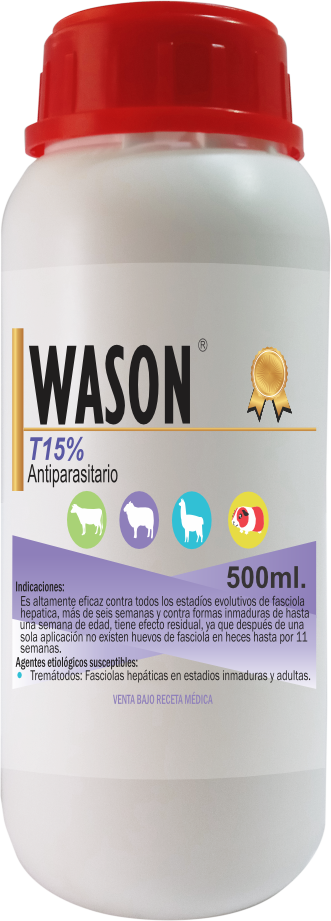 WASON ®
T15%
Antiparasitario
500ml.
Indicaciones:
Es altamente eficaz contra todos los estadíos evolutivos de fasciola
hepatica, más de seis semanas y contra formas inmaduras de hasta
una semana de edad, tiene efecto residual, ya que después de una
sola aplicación no existen huevos de fasciola en heces hasta por 11
semanas.
Agentes etiológicos susceptibles:
• Tremátodos: Fasciolas hepáticas en estadios inmaduras y adultas.
VENTA BAJO RECETA MÉDICA